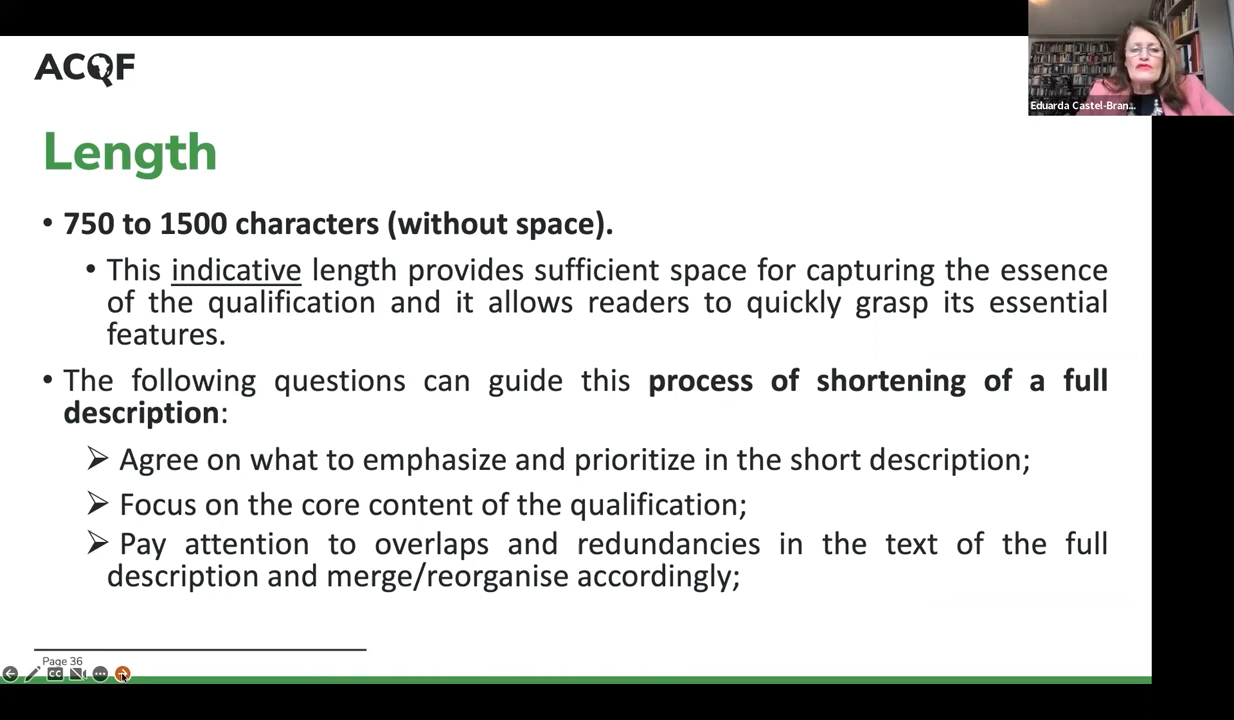 ACQF
Eduarda Castel-Bran...
Length
• 750 to 1500 characters (without space).
• This indicative length provides sufficient space for capturing the essence
of the qualification and it allows readers to quickly grasp its essential
features.
• The following questions can guide this process of shortening of a full
description:
➢ Agree on what to emphasize and prioritize in the short description;
➢ Focus on the core content of the qualification;
➢ Pay attention to overlaps and redundancies in the text of the full
description and merge/reorganise accordingly;
Page 36
CC